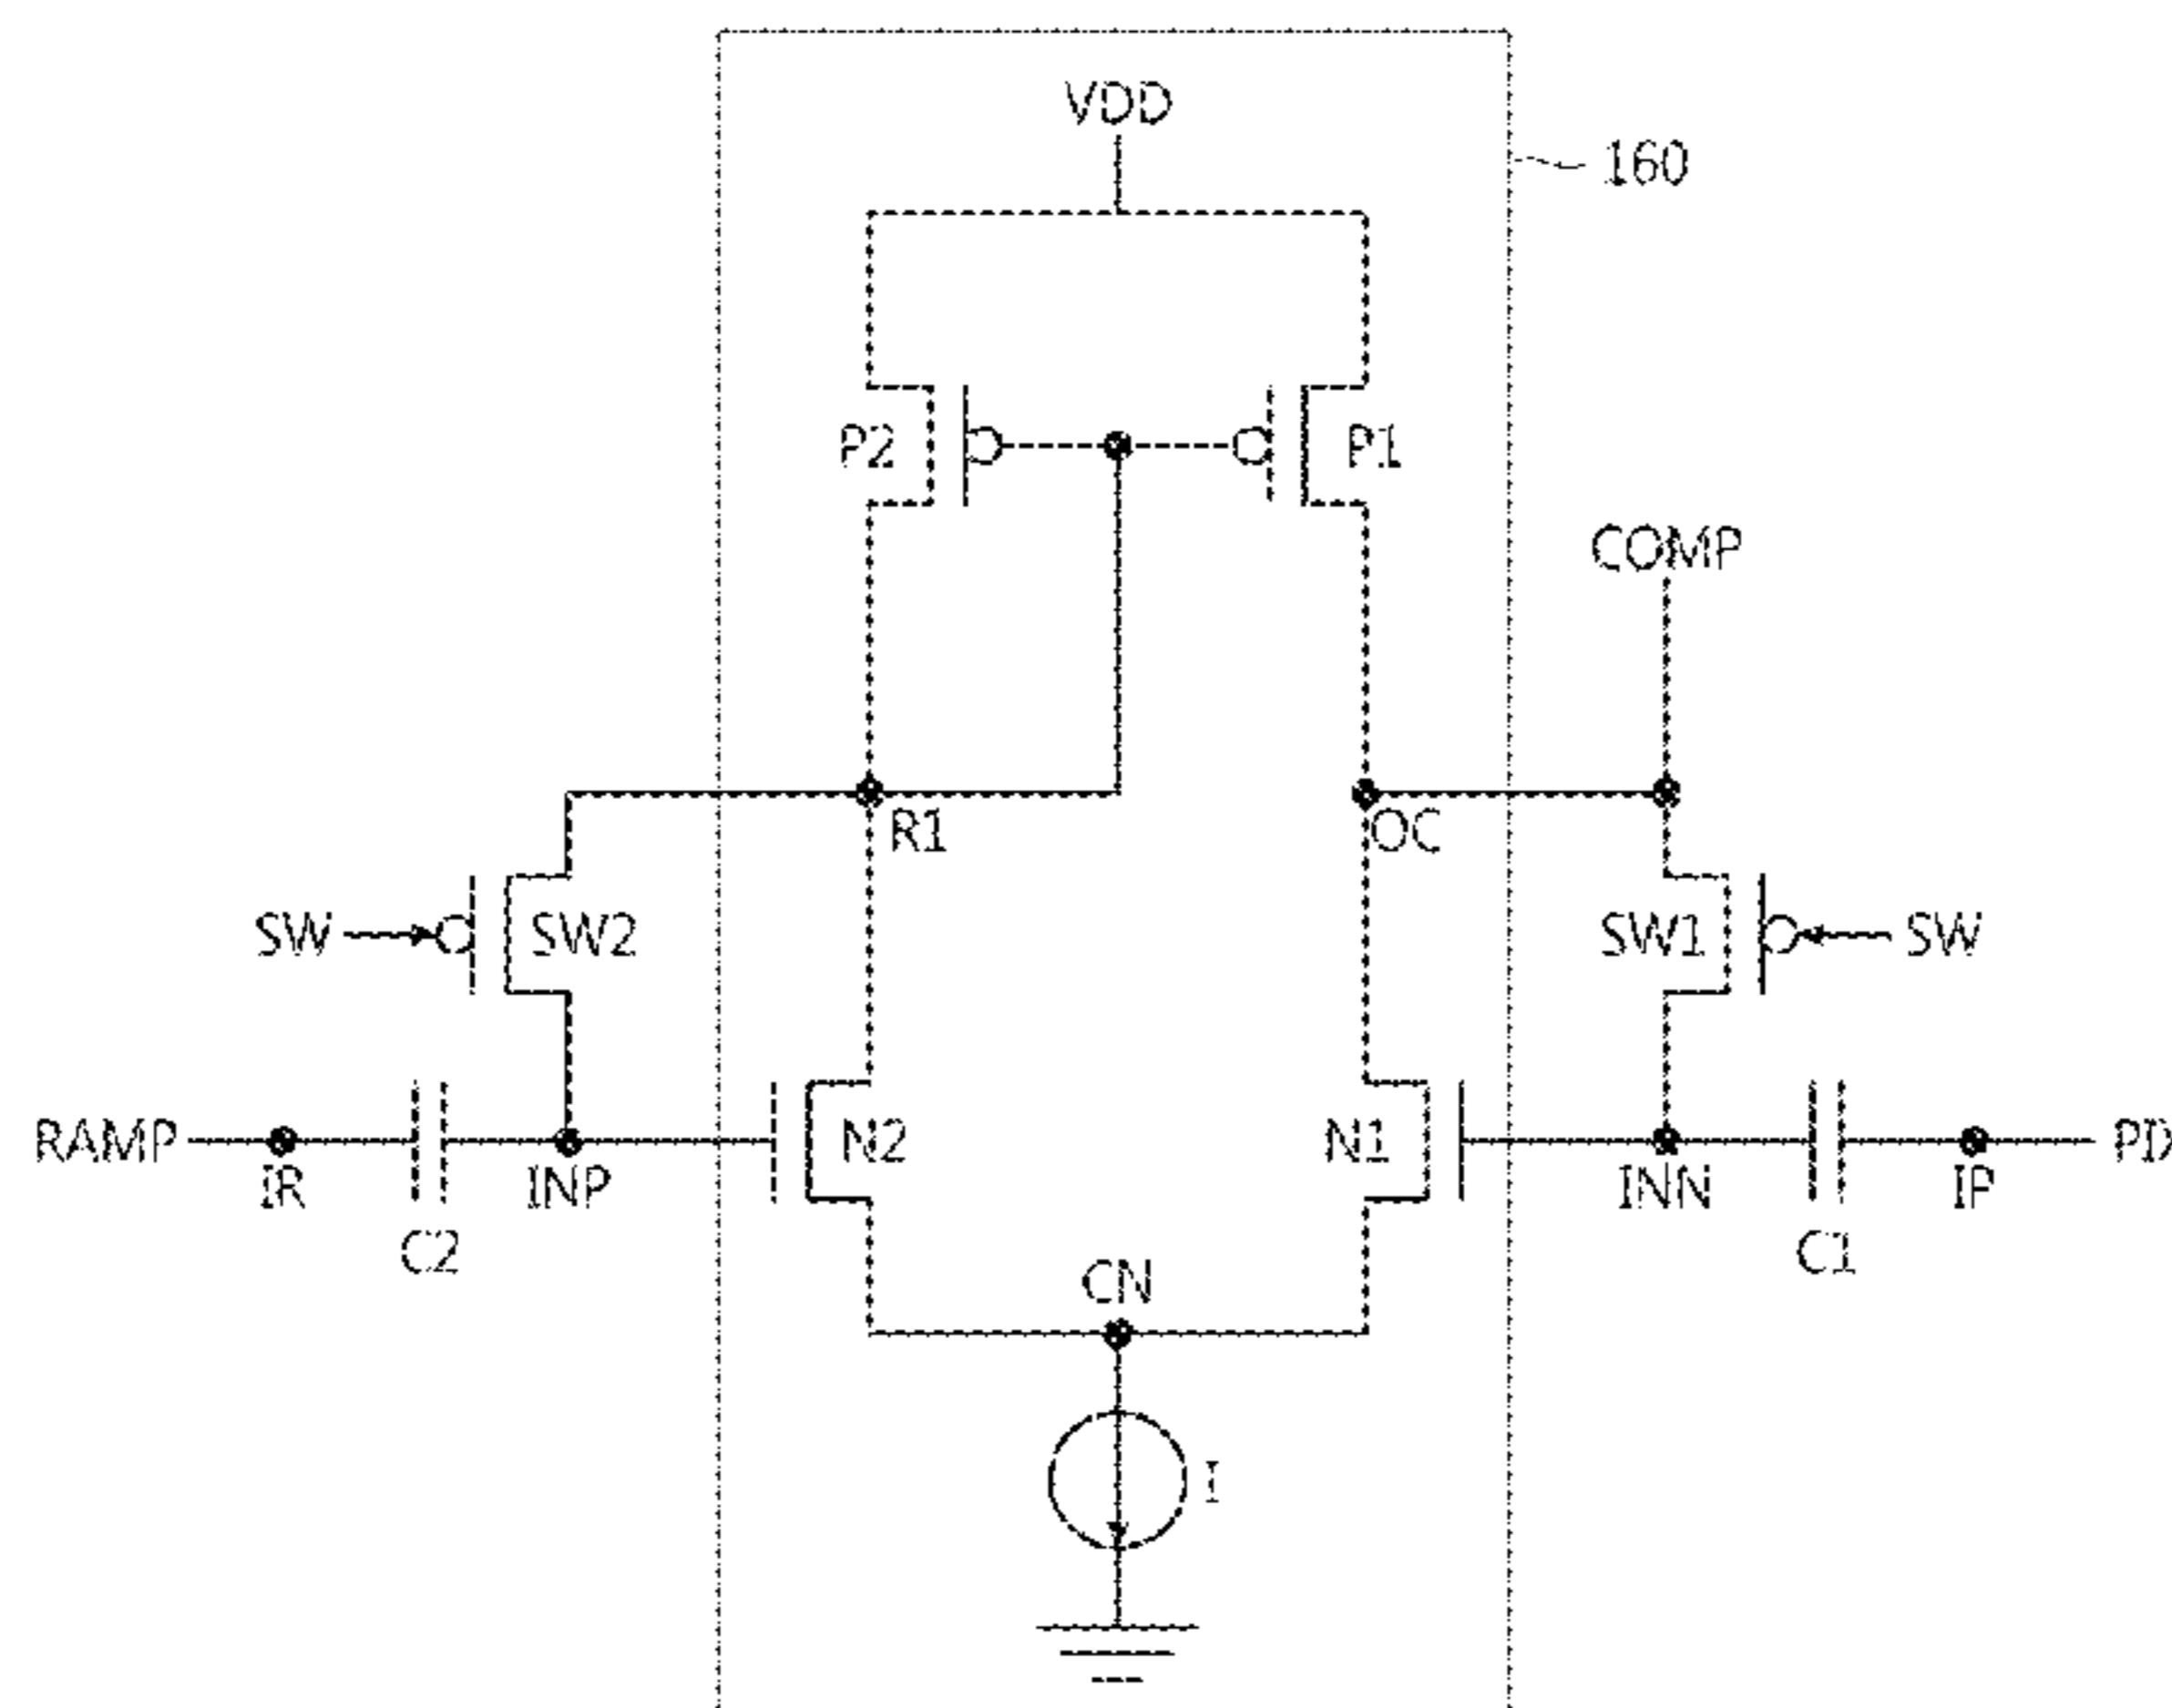 VDD
160
P2
P1
COMP
R1
OC
SW
SW2
SW1
SW
RAMP
IR
C2
INP
N2
N1
INN
C1
IP
PD
CN
I